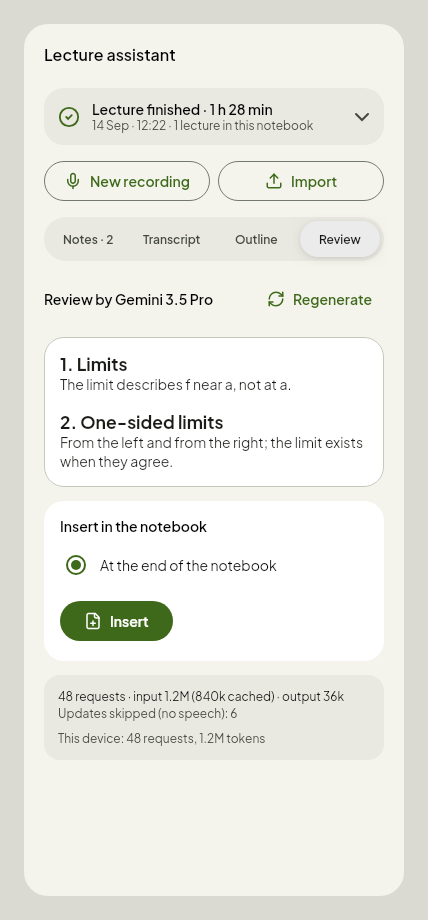 Lecture assistant
Lecture finished · 1 h 28 min
14 Sep · 12:22 · 1 lecture in this notebook
New recording
Import
Notes · 2
Transcript
Outline
Review
Review by Gemini 3.5 Pro
Regenerate
1. Limits
The limit describes f near a, not at a.
2. One-sided limits
From the left and from the right; the limit exists
when they agree.
Insert in the notebook
At the end of the notebook
Insert
48 requests · input 1.2M (840k cached) · output 36k
Updates skipped (no speech): 6
This device: 48 requests, 1.2M tokens